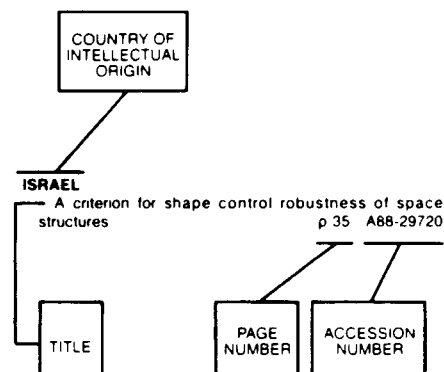 COUNTRY OF
INTELLECTUAL
ORIGIN
ISRAEL
A criterion for shape control robustness of space
structures p 35 A88-29720
TITLE
PAGE
NUMBER
ACCESSION
NUMBER